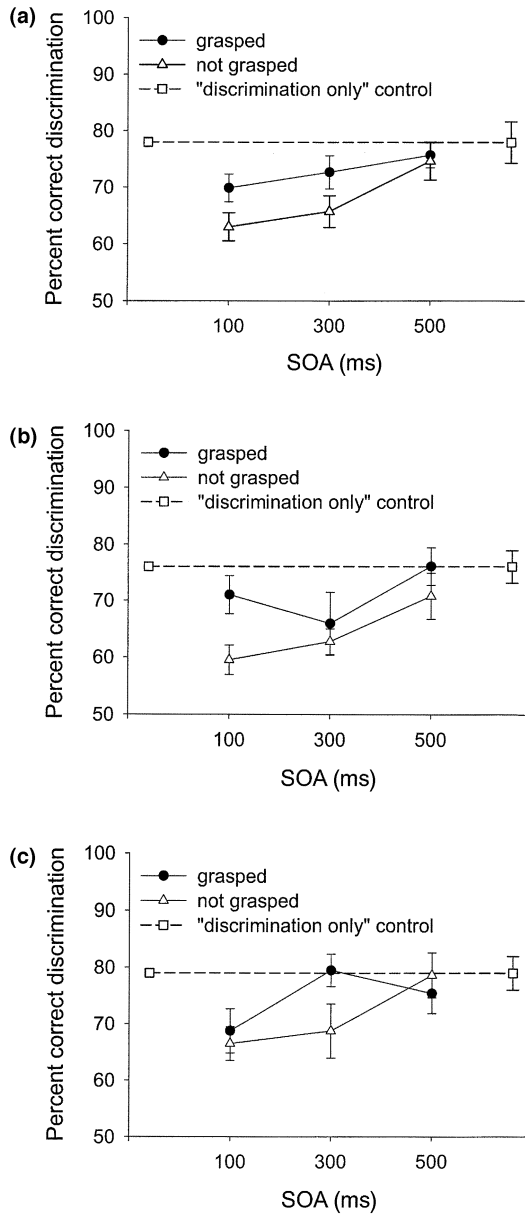 (a)
100
90
80
70
60
50
Percent correct discrimination
grasped
not grasped
"discrimination only" control
100 300 500
SOA (ms)
(b)
100
90
80
70
60
50
Percent correct discrimination
grasped
not grasped
"discrimination only" control
100 300 500
SOA (ms)
(c)
100
90
80
70
60
50
Percent correct discrimination
grasped
not grasped
"discrimination only" control
100 300 500
SOA (ms)